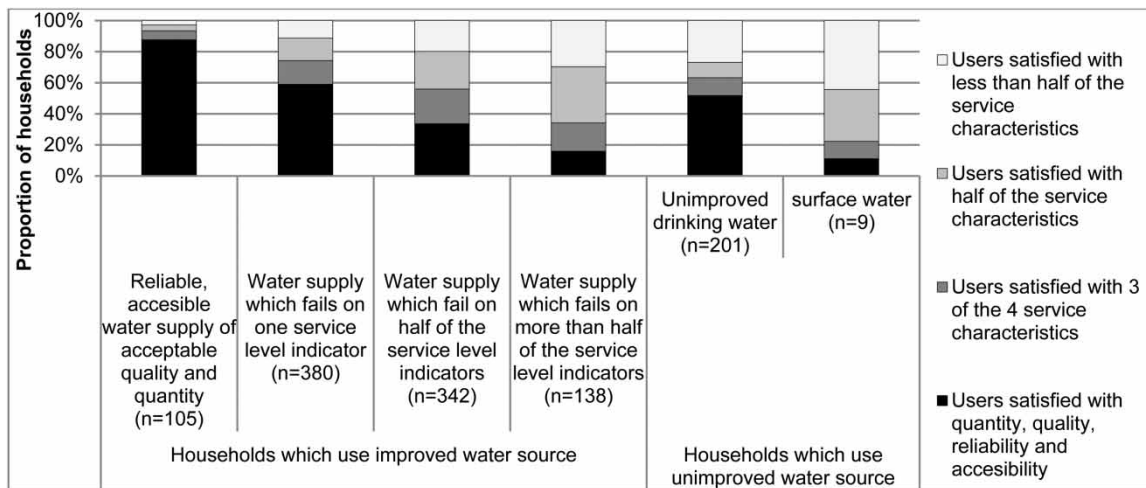 Proportion of households
100%
80%
60%
40%
20%
0%
Reliable,
accesible
water supply of
acceptable
quality and
quantity
(n=105)
Water supply
which fails on
one service
level indicator
(n=380)
Water supply
which fail on
half of the
service level
indicators
(n=342)
Water supply
which fails on
more than half
of the service
level indicators
(n=138)
Unimproved
drinking water
(n=201)
surface water
(n=9)
Households which use improved water source
Households which use
unimproved water source
Users satisfied with
less than half of the
service
characteristics
Users satisfied with
half of the service
characteristics
Users satisfied with 3
of the 4 service
characteristics
Users satisfied with
quantity, quality,
reliability and
accesibility